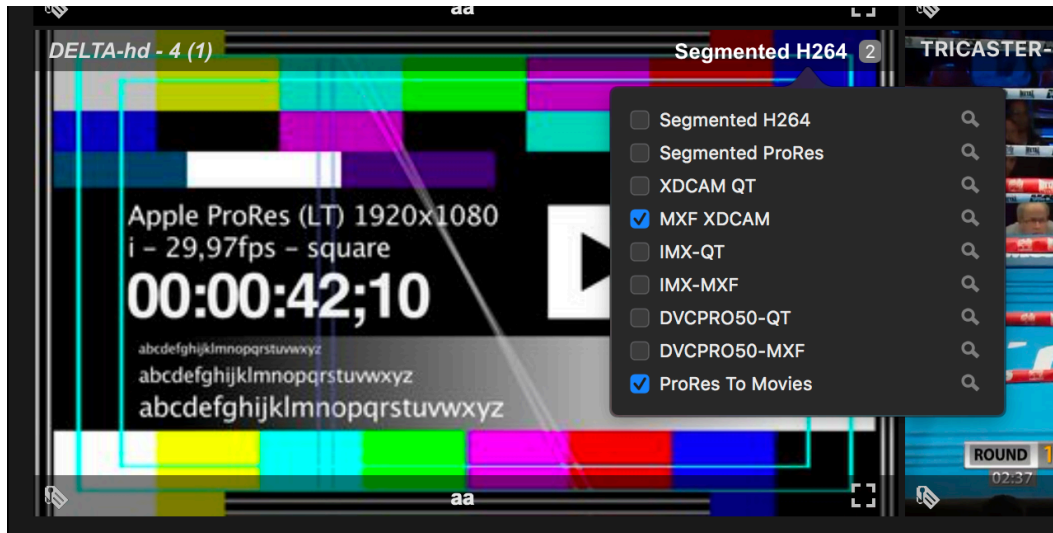 aa
DELTA-hd - 4 (1)
Segmented H264 2
TRICASTER-
Segmented H264
Segmented ProRes
XDCAM QT
MXF XDCAM
IMX-QT
IMX-MXF
DVCPRO50-QT
DVCPRO50-MXF
ProRes To Movies
Apple ProRes (LT) 1920x1080
i – 29,97fps – square
00:00:42;10
abcdefghijklmnopqrstuvwxyz
abcdefghijklmnopqrstuvwxyz
abcdefghijklmnopqrstuvwxyz
ROUND 1
02:37
aa